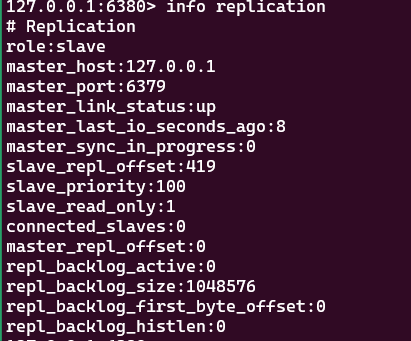 127.0.0.1:6380> info replication
# Replication
role:slave
master_host:127.0.0.1
master_port:6379
master_link_status:up
master_last_io_seconds_ago:8
master_sync_in_progress:0
slave_repl_offset:419
slave_priority:100
slave_read_only:1
connected_slaves:0
master_repl_offset:0
repl_backlog_active:0
repl_backlog_size:1048576
repl_backlog_first_byte_offset:0
repl_backlog_histlen:0